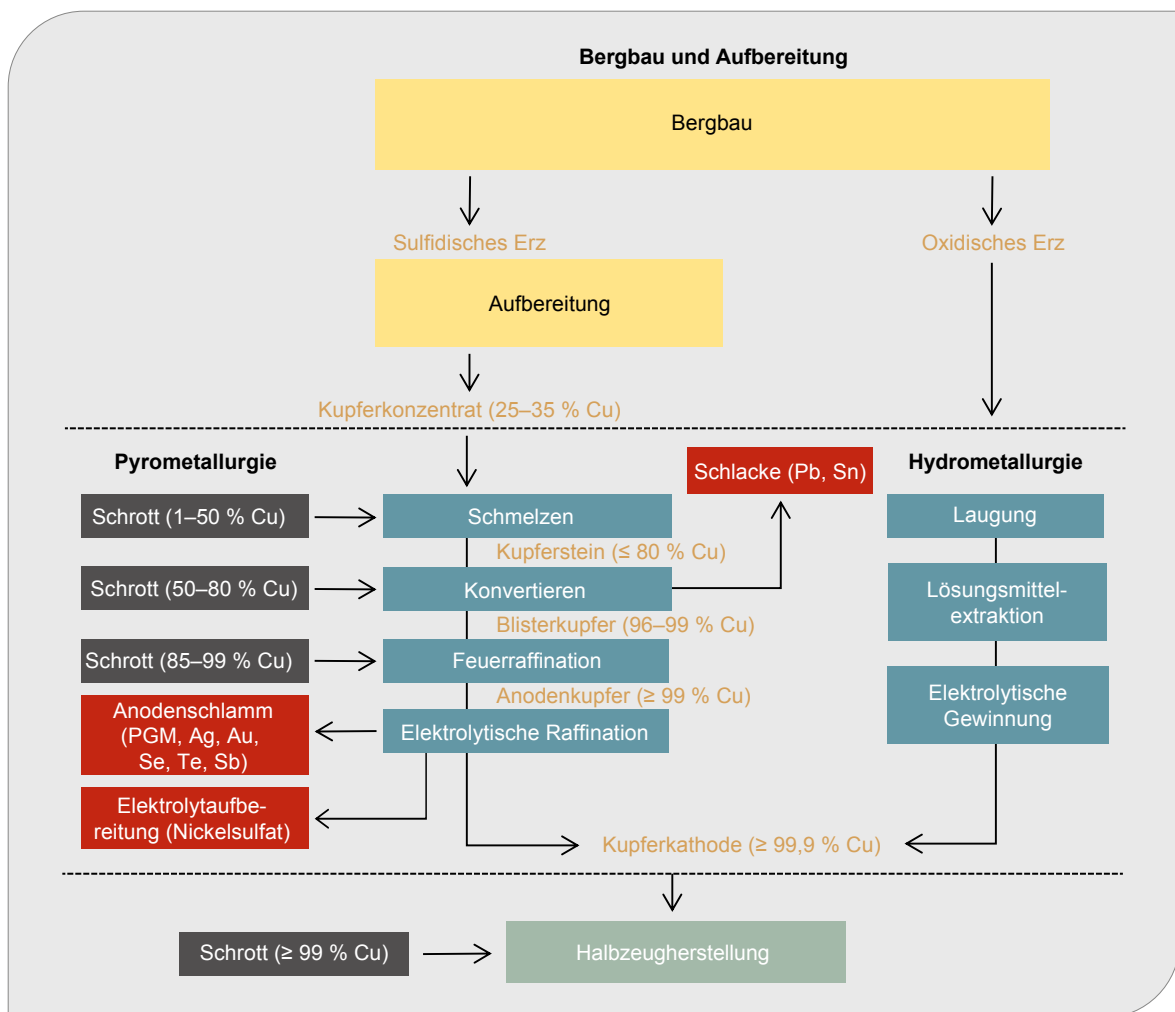 Bergbau und Aufbereitung
Bergbau
Sulfidisches Erz
Oxidisches Erz
Aufbereitung
Kupferkonzentrat (25–35 % Cu)
Pyrometallurgie
Schlacke (Pb, Sn)
Hydrometallurgie
Schrott (1–50 % Cu)
Schmelzen
Laugung
Kupferstein (≤ 80 % Cu)
Schrott (50–80 % Cu)
Konvertieren
Lösungsmittel-
extraktion
Blisterkupfer (96–99 % Cu)
Schrott (85–99 % Cu)
Feuerraffination
Anodenkupfer (≥ 99 % Cu)
Elektrolytische
Gewinnung
Anodenschlamm
(PGM, Ag, Au,
Se, Te, Sb)
Elektrolytische Raffination
Elektrolytaufbe-
reitung (Nickelsulfat)
Kupferkathode (≥ 99,9 % Cu)
Schrott (≥ 99 % Cu)
Halbzeugherstellung